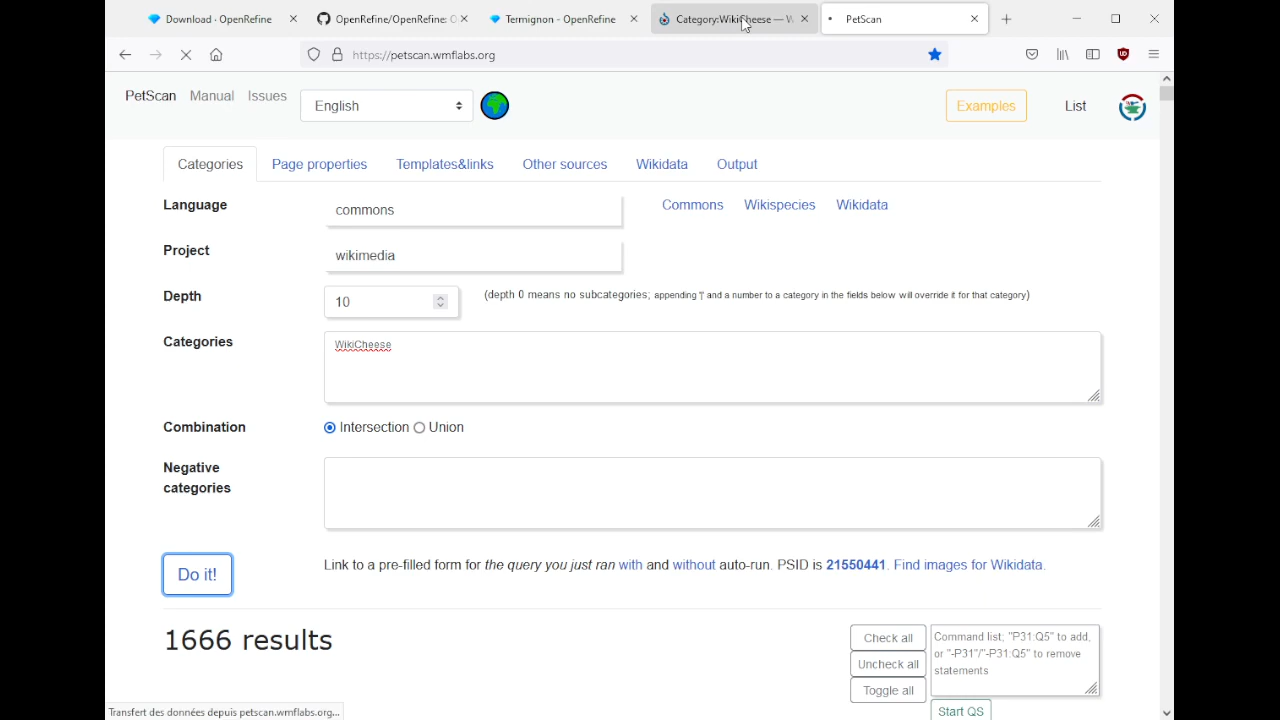 Download · OpenRefine
OpenRefine/OpenRefine: O
Termignon - OpenRefine
Category:WikiCheese — W
PetScan
https://petscan.wmflabs.org
PetScan Manual Issues English Examples List
Categories Page properties Templates&links Other sources Wikidata Output
Language commons Commons Wikispecies Wikidata
Project wikimedia
Depth 10 (depth 0 means no subcategories; appending '|' and a number to a category in the fields below will override it for that category)
Categories WikiCheese
Combination Intersection Union
Negative
categories
Do it! Link to a pre-filled form for the query you just ran with and without auto-run. PSID is 21550441. Find images for Wikidata.
1666 results
Check all
Uncheck all
Toggle all
Command list; "P31:Q5" to add,
or "-P31"/"-P31:Q5" to remove
statements
Start QS
Transfert des données depuis petscan.wmflabs.org...